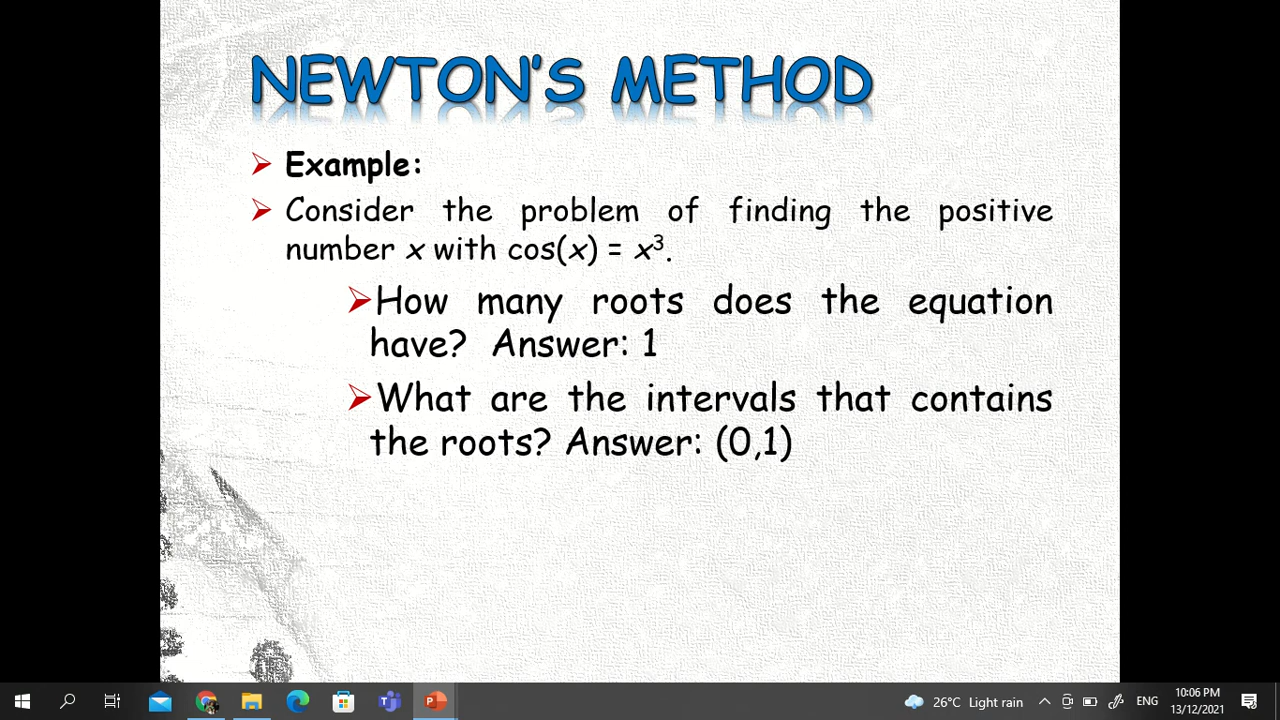 NEWTON'S METHOD
➢ Example:
➢ Consider the problem of finding the positive
number x with cos(x) = x³.
➢How many roots does the equation
have? Answer: 1
➢What are the intervals that contains
the roots? Answer: (0,1)
26°C Light rain
ENG
10:06 PM
13/12/2021